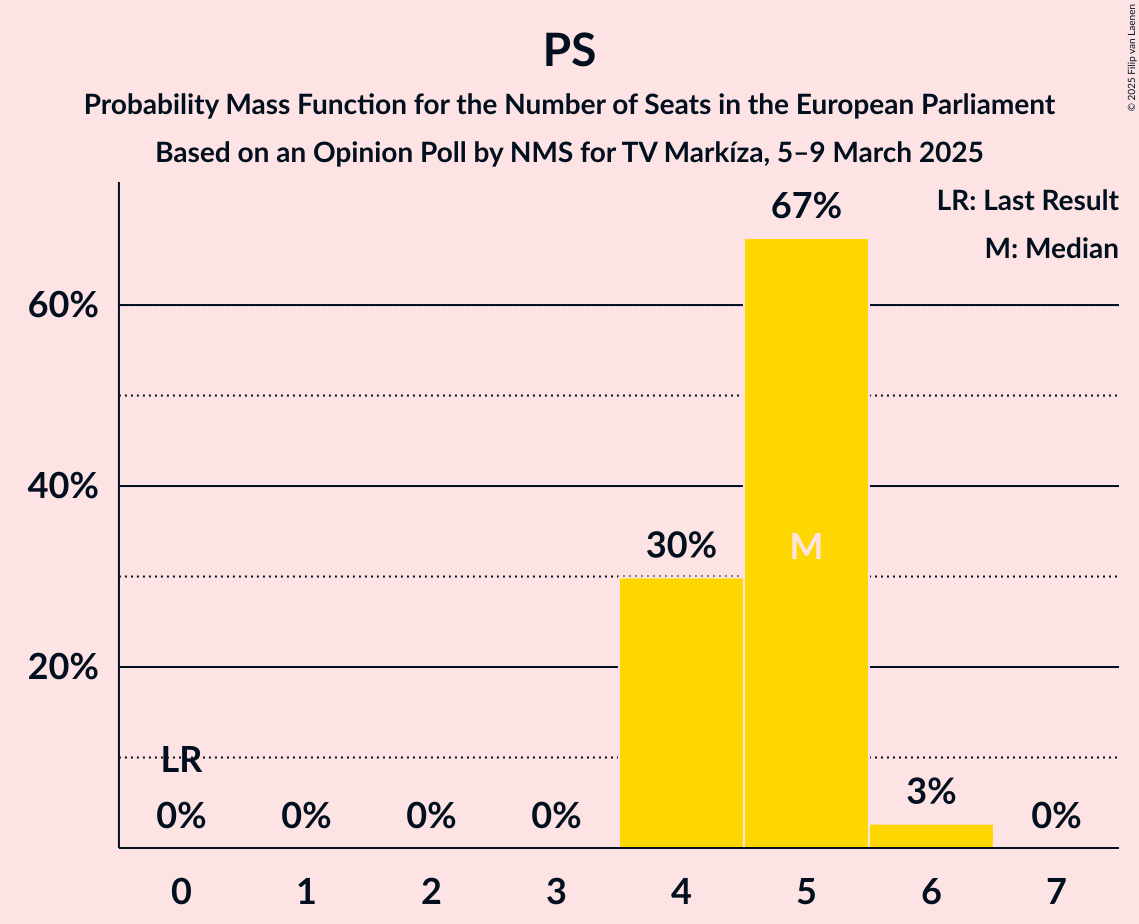 PS
Probability Mass Function for the Number of Seats in the European Parliament
Based on an Opinion Poll by NMS for TV Markíza, 5–9 March 2025
© 2025 Filip van Laenen
LR: Last Result
M: Median
67%
60%
40%
30%
M
20%
LR
3%
0% 0% 0% 0% 0%
0 1 2 3 4 5 6 7